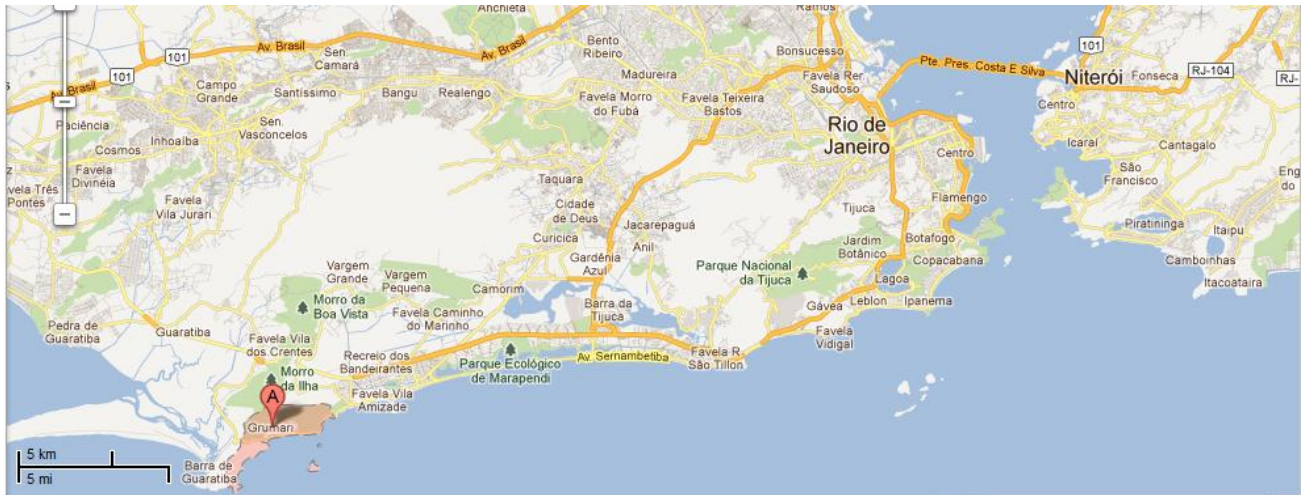 Anchieta
Ramos
101
Av. Brasil
Sen.
Camará
Av. Brasil
Bento
Ribeiro
Bonsucesso
Pte. Pres. Costa E Silva
101
Niterói
Fonseca
RJ-104
RJ-
101
Av. Brasil
Campo
Grande
Santíssimo
Bangu
Realengo
Madureira
Favela Morro
do Fubá
Favela Teixeira
Bastos
Favela Rer.
Saudoso
Centro
Paciência
Cosmos
Inhoaíba
Sen.
Vasconcelos
Rio de
Janeiro
Centro
Icaraí
Cantagalo
z
Favela
Divinéia
avela Três
Pontes
Favela
Vila Jurari
Taquara
Cidade
de Deus
Curicica
Jacarepaguá
Anil
Tijuca
Flamengo
São
Francisco
Eng
do
Piratininga
Itaipu
Camboinhas
Itacoatiara
Gardênia
Azul
Parque Nacional
da Tijuca
Jardim
Botânico
Botafogo
Copacabana
Vargem
Grande
Vargem
Pequena
Camorim
Lagoa
Leblon
Ipanema
Morro da
Boa Vista
Favela Caminho
do Marinho
Barra da
Tijuca
Gávea
Favela
Vidigal
Pedra de
Guaratiba
Guaratiba
Favela Vila
dos Crentes
Recreio dos
Bandeirantes
Parque Ecológico
de Marapendi
Av. Sernambetiba
Favela R.
São Tillon
Morro
da Ilha
Favela Vila
Amizade
A
Grumari
Barra de
Guaratiba
5 km
5 mi